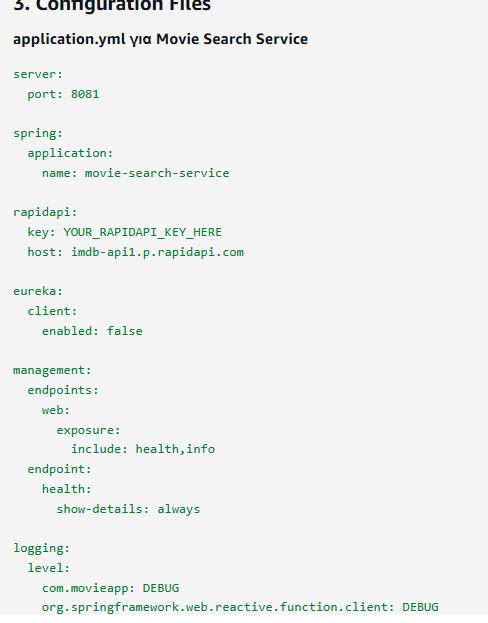 3. Configuration Files
application.yml για Movie Search Service
server:
  port: 8081
spring:
  application:
    name: movie-search-service
rapidapi:
  key: YOUR_RAPIDAPI_KEY_HERE
  host: imdb-api1.p.rapidapi.com
eureka:
  client:
    enabled: false
management:
  endpoints:
    web:
      exposure:
        include: health,info
  endpoint:
    health:
      show-details: always
logging:
  level:
    com.movieapp: DEBUG
    org.springframework.web.reactive.function.client: DEBUG